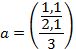 a = ( 1,1
2,1
3 )